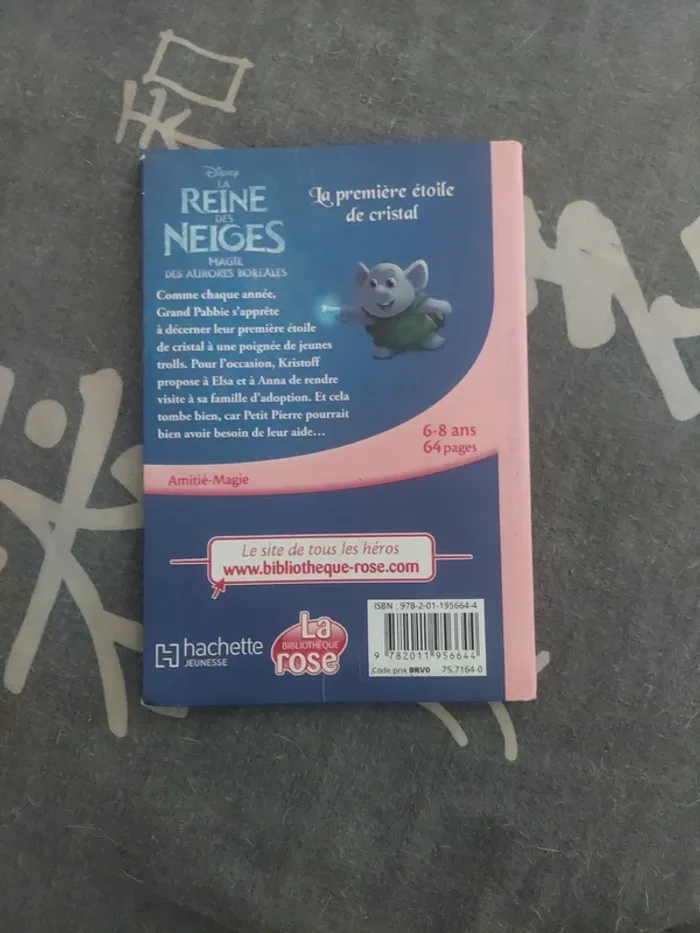 Disney
LA
REINE
DES
NEIGES
MAGIE
DES AURORES BORÉALES
La première étoile
de cristal
Comme chaque année,
Grand Pabbie s'apprête
à décerner leur première étoile
de cristal à une poignée de jeunes
trolls. Pour l'occasion, Kristoff
propose à Elsa et à Anna de rendre
visite à sa famille d'adoption. Et cela
tombe bien, car Petit Pierre pourrait
bien avoir besoin de leur aide...
6-8 ans
64 pages
Amitié-Magie
Le site de tous les héros
www.bibliotheque-rose.com
hachette
JEUNESSE
La
BIBLIOTHÈQUE
rose
ISBN : 978-2-01-195664-4
9 782011 956644
Code prix BRV0 75.7164-0